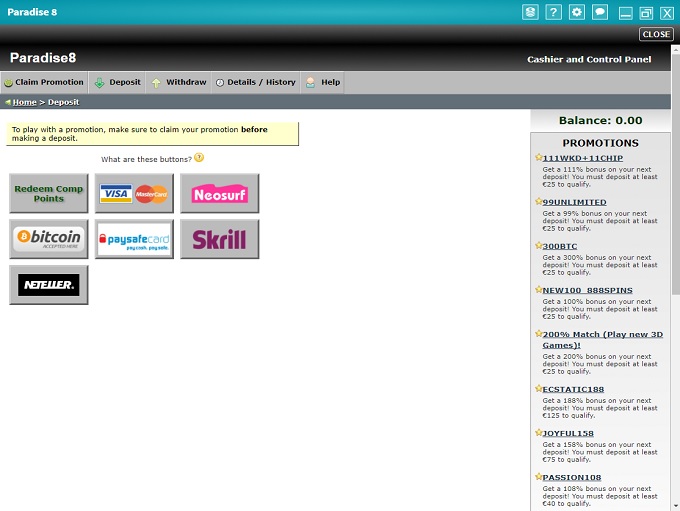 Paradise 8
CLOSE
Paradise8
Cashier and Control Panel
Claim Promotion
Deposit
Withdraw
Details / History
Help
Home > Deposit
To play with a promotion, make sure to claim your promotion before
making a deposit.
What are these buttons?
Redeem Comp
Points
VISA MasterCard
Neosurf
bitcoin
ACCEPTED HERE
paysafecard
pay cash. pay safe.
Skrill
NETELLER.
Balance: 0.00
PROMOTIONS
111WKD+11CHIP
Get a 111% bonus on your next
deposit! You must deposit at least
€25 to qualify.
99UNLIMITED
Get a 99% bonus on your next
deposit! You must deposit at least
€25 to qualify.
300BTC
Get a 300% bonus on your next
deposit! You must deposit at least
€25 to qualify.
NEW100_888SPINS
Get a 100% bonus on your next
deposit! You must deposit at least
€25 to qualify.
200% Match (Play new 3D
Games)!
Get a 200% bonus on your next
deposit! You must deposit at least
€25 to qualify.
ECSTATIC188
Get a 188% bonus on your next
deposit! You must deposit at least
€125 to qualify.
JOYFUL158
Get a 158% bonus on your next
deposit! You must deposit at least
€75 to qualify.
PASSION108
Get a 108% bonus on your next
deposit! You must deposit at least
€40 to qualify.